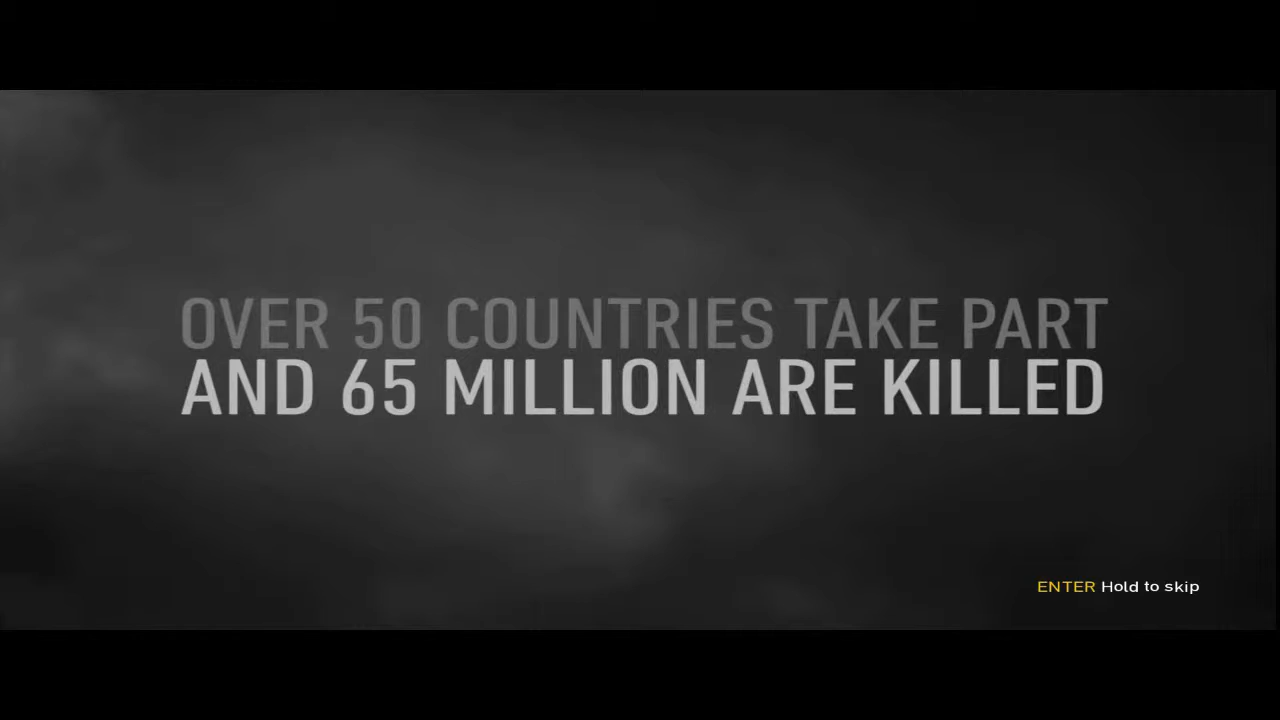 OVER 50 COUNTRIES TAKE PART
AND 65 MILLION ARE KILLED
ENTER Hold to skip